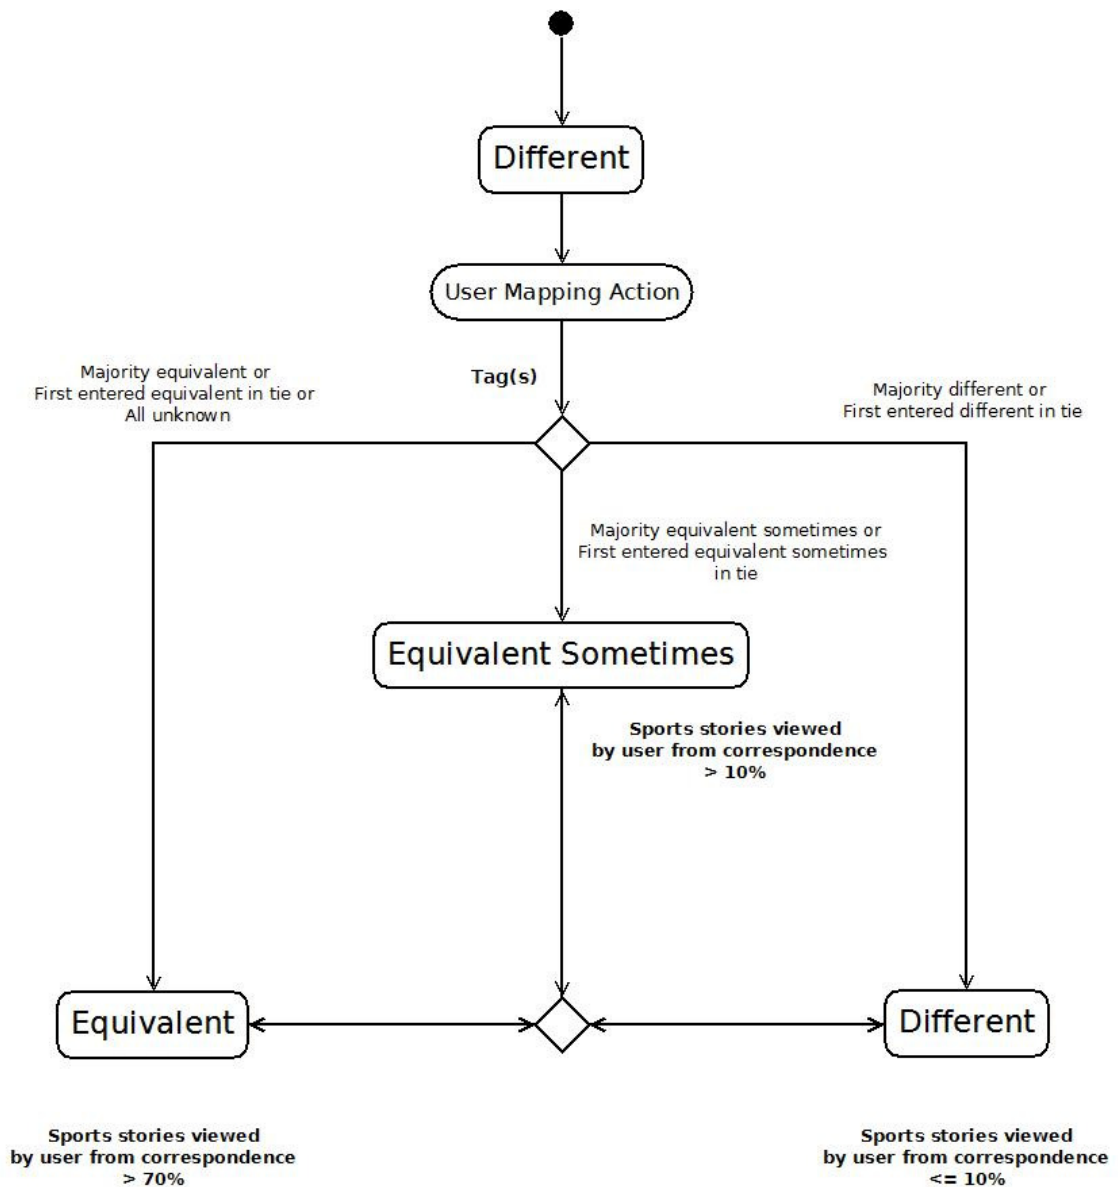 Different
User Mapping Action
Tag(s)
Majority equivalent or
First entered equivalent in tie or
All unknown
Majority different or
First entered different in tie
Majority equivalent sometimes or
First entered equivalent sometimes
in tie
Equivalent Sometimes
Sports stories viewed
by user from correspondence
> 10%
Equivalent
Different
Sports stories viewed
by user from correspondence
> 70%
Sports stories viewed
by user from correspondence
<= 10%